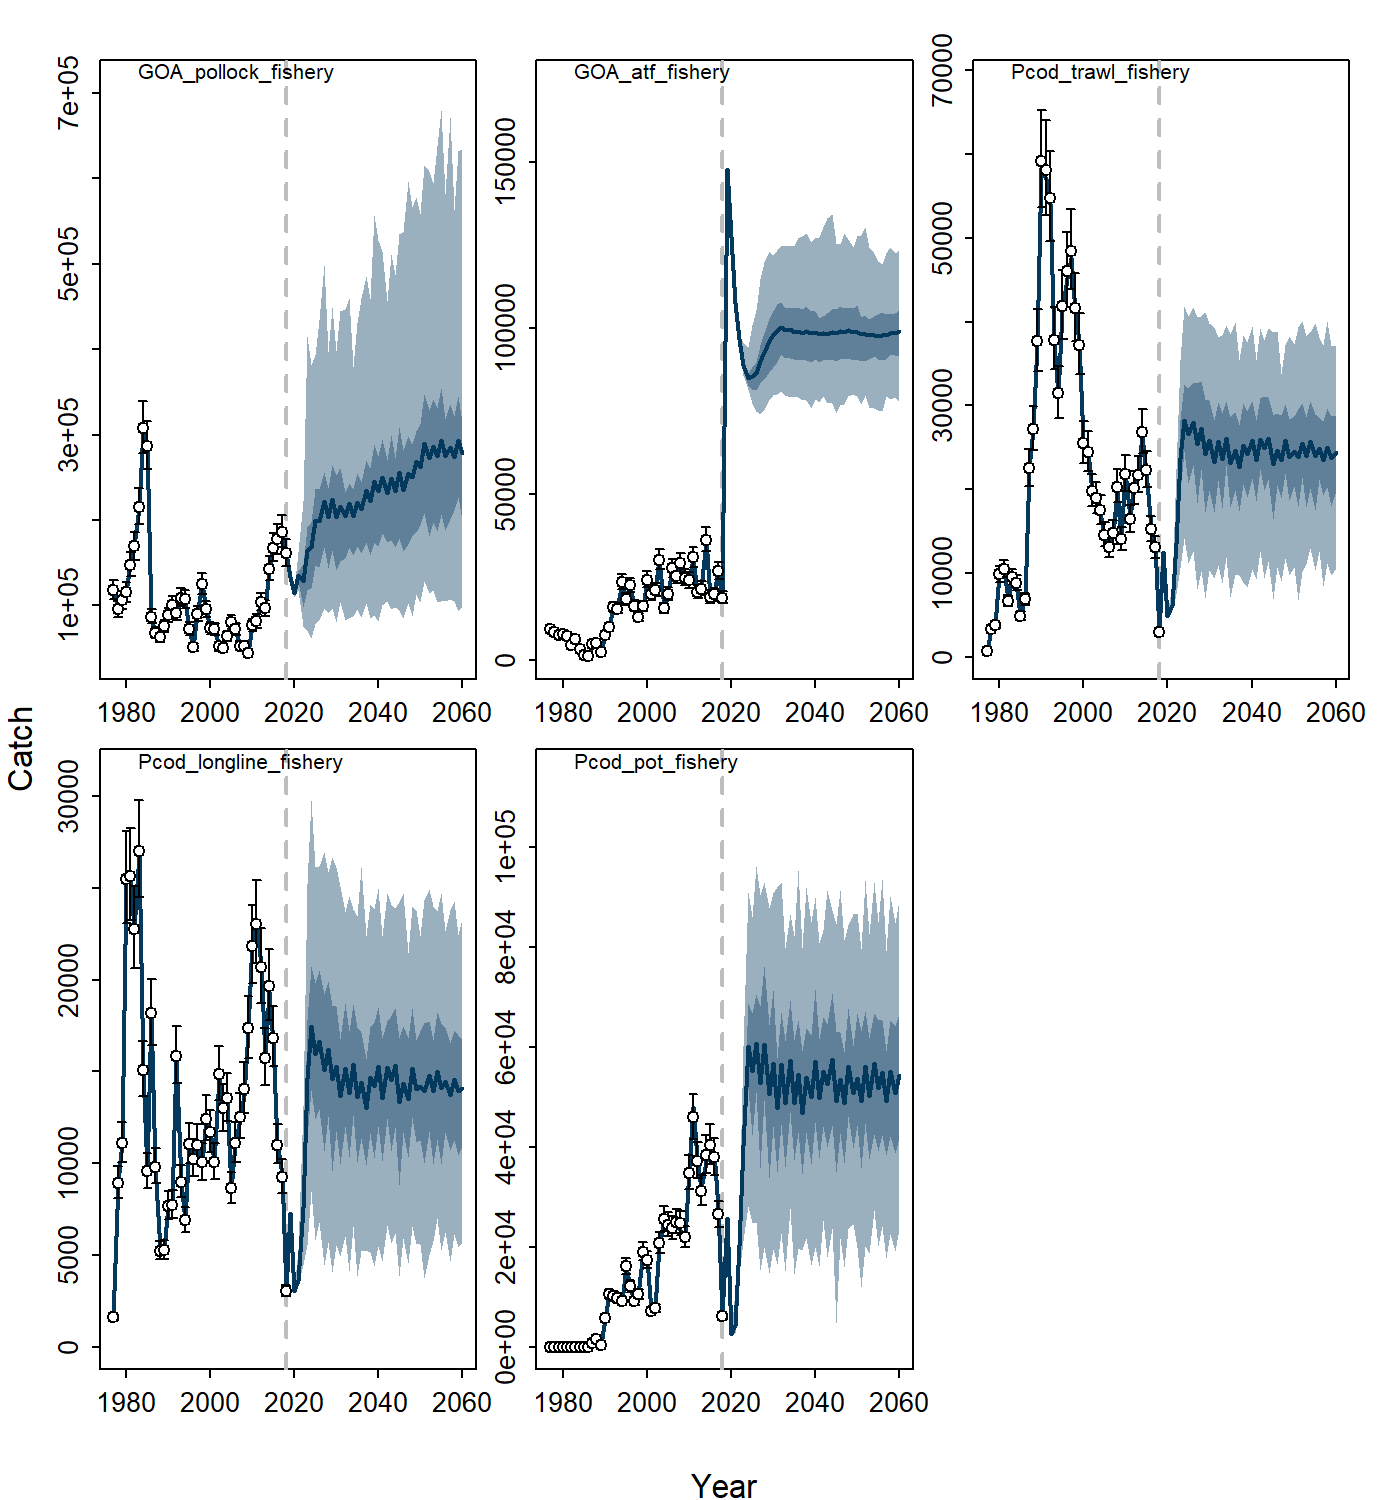 GOA_pollock_fishery
7e+05
5e+05
3e+05
1e+05
1980 2000 2020 2040 2060
GOA_atf_fishery
150000
100000
50000
0
1980 2000 2020 2040 2060
Pcod_trawl_fishery
70000
50000
30000
10000
0
1980 2000 2020 2040 2060
Catch
Pcod_longline_fishery
30000
20000
10000
5000
0
1980 2000 2020 2040 2060
Pcod_pot_fishery
1e+05
8e+04
6e+04
4e+04
2e+04
0e+00
1980 2000 2020 2040 2060
Year